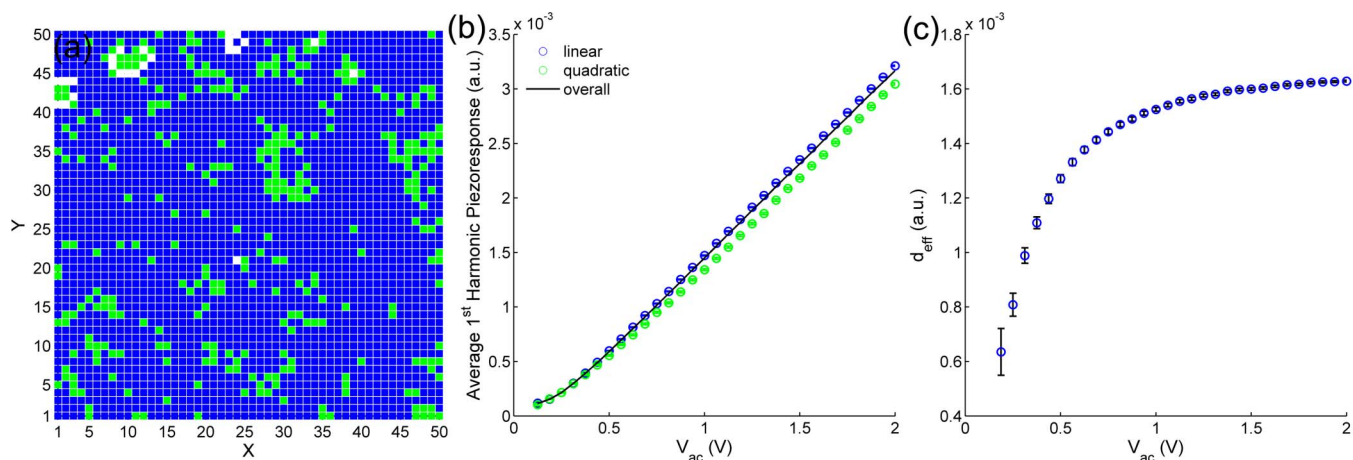 (a)
50
45
40
35
30
25
20
15
10
5
1
Y
1 5 10 15 20 25 30 35 40 45 50
X
(b)
x 10⁻³
3.5
3
2.5
2
1.5
1
0.5
0
Average 1ˢᵗ Harmonic Piezoresponse (a.u.)
linear
quadratic
overall
0 0.5 1 1.5 2
Vac (V)
(c)
x 10⁻³
1.8
1.6
1.4
1.2
1
0.8
0.6
0.4
deff (a.u.)
0 0.5 1 1.5 2
Vac (V)